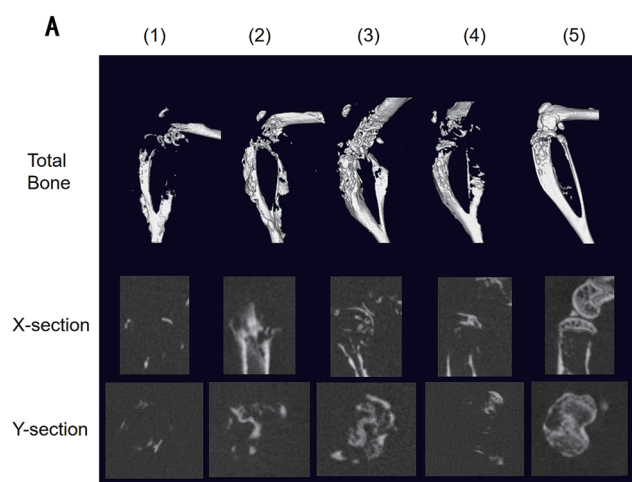 A
(1) (2) (3) (4) (5)
Total
Bone
X-section
Y-section